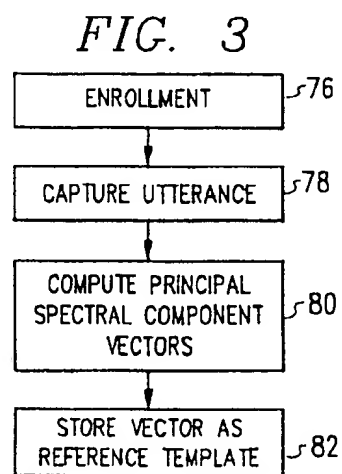 FIG. 3
ENROLLMENT
76
CAPTURE UTTERANCE
78
COMPUTE PRINCIPAL
SPECTRAL COMPONENT
VECTORS
80
STORE VECTOR AS
REFERENCE TEMPLATE
82